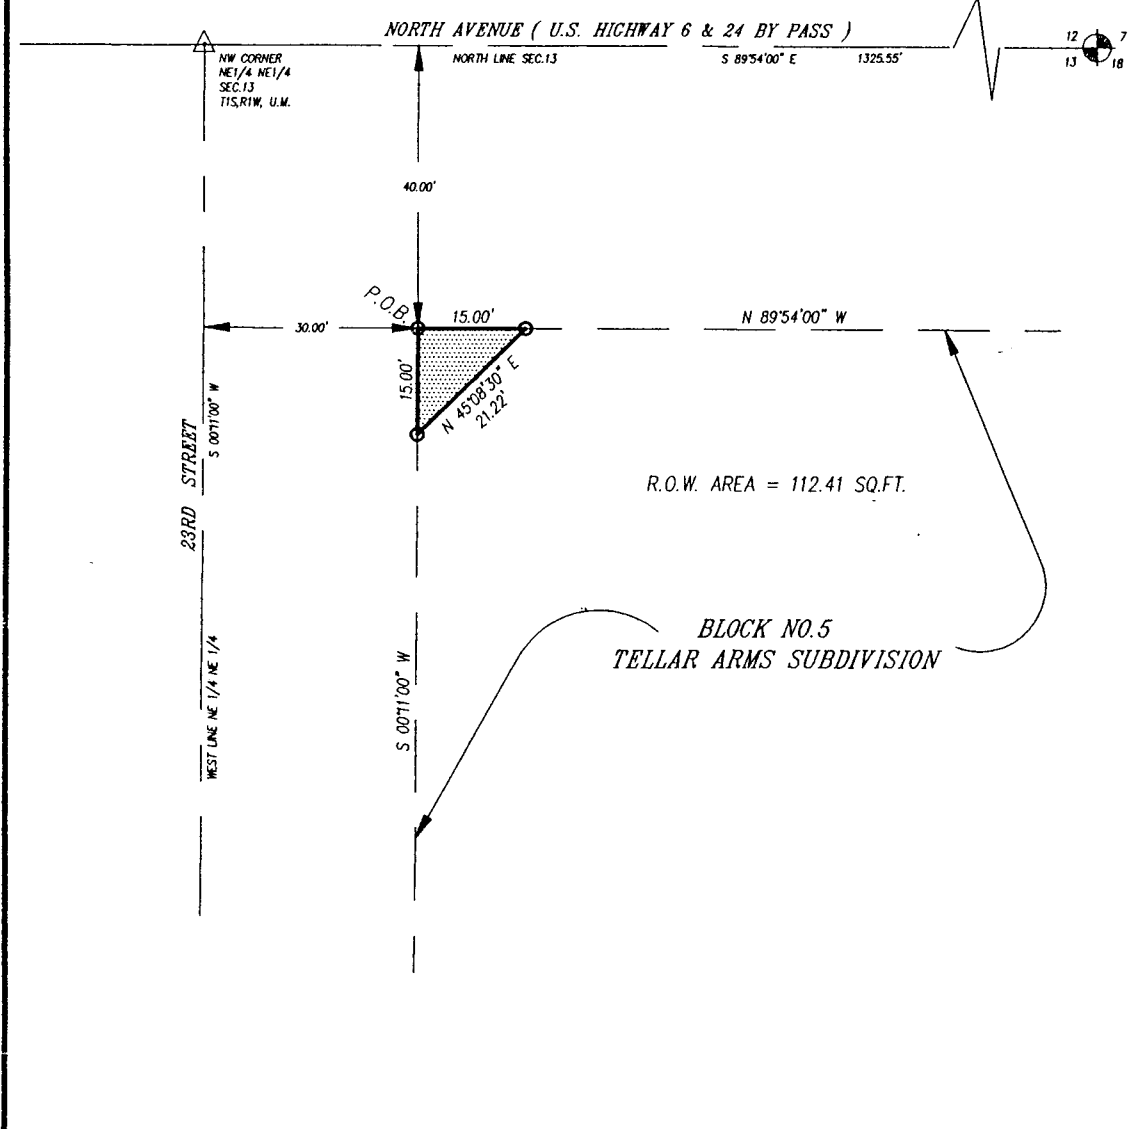 NORTH AVENUE ( U.S. HIGHWAY 6 & 24 BY PASS )
NORTH LINE SEC.13
S 89°54'00" E
1325.55'
12
7
13
18
NW CORNER
NE1/4 NE1/4
SEC.13
T1S,R1W, U.M.
40.00'
P.O.B.
15.00'
N 89°54'00" W
30.00'
15.00'
N 45°08'30" E
21.22'
23RD STREET
S 00°11'00" W
R.O.W. AREA = 112.41 SQ.FT.
BLOCK NO.5
TELLAR ARMS SUBDIVISION
WEST LINE NE 1/4 NE 1/4
S 00°11'00" W